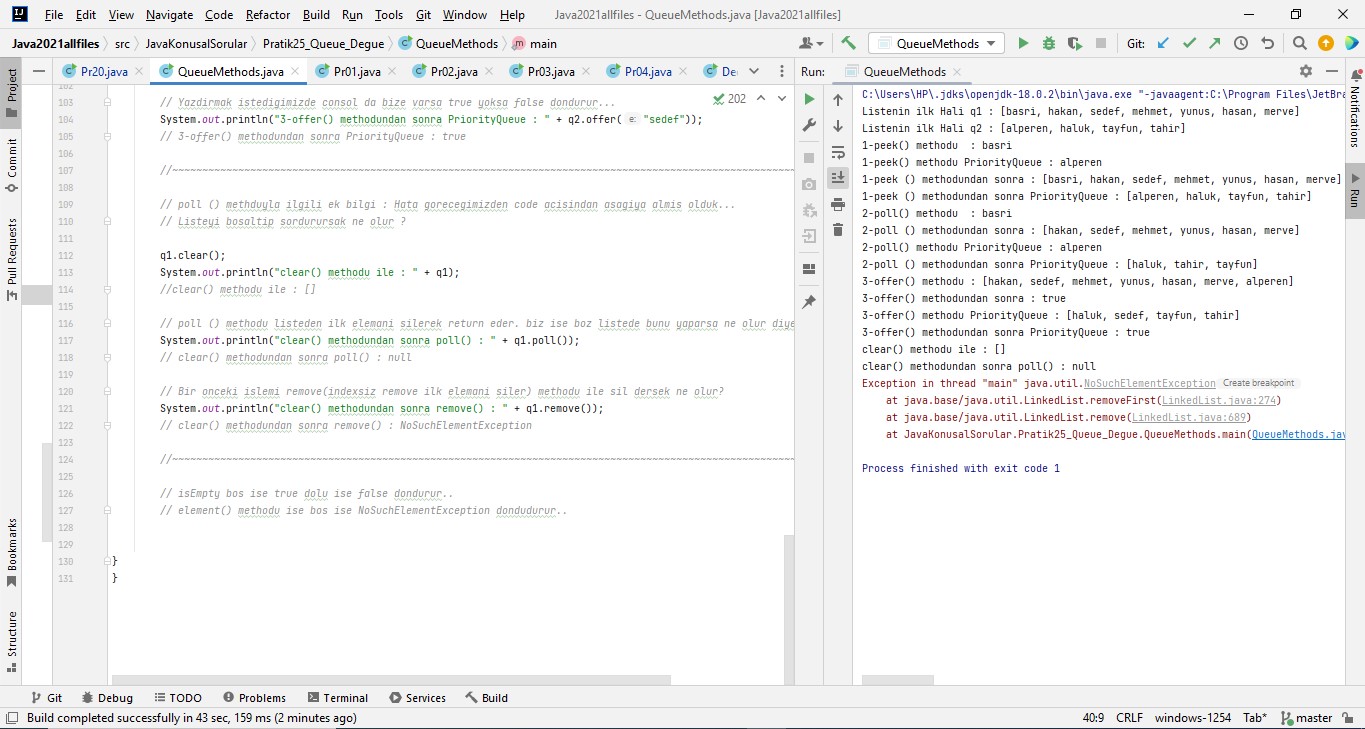 File Edit View Navigate Code Refactor Build Run Tools Git Window Help Java2021allfiles - QueueMethods.java [Java2021allfiles]
Java2021allfiles src JavaKonusalSorular Pratik25_Queue_Degue QueueMethods main QueueMethods Git:
Pr20.java QueueMethods.java Pr01.java Pr02.java Pr03.java Pr04.java De
Run: QueueMethods
Project
Commit
Pull Requests
Bookmarks
Structure
202
102
103 // Yazdirmak istedigimizde consol da bize varsa true yoksa false dondurur...
104 System.out.println("3-offer() methodundan sonra PriorityQueue : " + q2.offer( e: "sedef"));
105 // 3-offer() methodundan sonra PriorityQueue : true
106
107 //~~~~~~~~~~~~~~~~~~~~~~~~~~~~~~~~~~~~~~~~~~~~~~~~~~~~~~~~~~~~~~~~~~~~~~~~~~~~~~~~~~~~~~~~~~~~~~~~~~~~~~~~
108
109 // poll () methduyla ilgili ek bilgi : Hata gorecegimizden code acisindan asagiya almis olduk...
110 // Listeyi bosaltip sordurursak ne olur ?
111
112 q1.clear();
113 System.out.println("clear() methodu ile : " + q1);
114 //clear() methodu ile : []
115
116 // poll () methodu listeden ilk elemani silerek return eder. biz ise boz listede bunu yaparsa ne olur diye
117 System.out.println("clear() methodundan sonra poll() : " + q1.poll());
118 // clear() methodundan sonra poll() : null
119
120 // Bir onceki islemi remove(indexsiz remove ilk elemani siler) methodu ile sil dersek ne olur?
121 System.out.println("clear() methodundan sonra remove() : " + q1.remove());
122 // clear() methodundan sonra remove() : NoSuchElementException
123
124 //~~~~~~~~~~~~~~~~~~~~~~~~~~~~~~~~~~~~~~~~~~~~~~~~~~~~~~~~~~~~~~~~~~~~~~~~~~~~~~~~~~~~~~~~~~~~~~~~~~~~~~~~
125
126 // isEmpty bos ise true dolu ise false dondurur..
127 // element() methodu ise bos ise NoSuchElementException dondudurur..
128
129
130 }
131 }
C:\Users\HP\.jdks\openjdk-18.0.2\bin\java.exe "-javaagent:C:\Program Files\JetBra
Listenin ilk Hali q1 : [basri, hakan, sedef, mehmet, yunus, hasan, merve]
Listenin ilk Hali q2 : [alperen, haluk, tayfun, tahir]
1-peek() methodu  : basri
1-peek() methodu PriorityQueue : alperen
1-peek () methodundan sonra : [basri, hakan, sedef, mehmet, yunus, hasan, merve]
1-peek () methodundan sonra PriorityQueue : [alperen, haluk, tayfun, tahir]
2-poll() methodu  : basri
2-poll () methodundan sonra : [hakan, sedef, mehmet, yunus, hasan, merve]
2-poll() methodu PriorityQueue : alperen
2-poll () methodundan sonra PriorityQueue : [haluk, tahir, tayfun]
3-offer() methodu : [hakan, sedef, mehmet, yunus, hasan, merve, alperen]
3-offer() methodundan sonra : true
3-offer() methodu PriorityQueue : [haluk, sedef, tayfun, tahir]
3-offer() methodundan sonra PriorityQueue : true
clear() methodu ile : []
clear() methodundan sonra poll() : null
Exception in thread "main" java.util.NoSuchElementException Create breakpoint
at java.base/java.util.LinkedList.removeFirst(LinkedList.java:274)
at java.base/java.util.LinkedList.remove(LinkedList.java:689)
at JavaKonusalSorular.Pratik25_Queue_Degue.QueueMethods.main(QueueMethods.jav
Process finished with exit code 1
Notifications
Run
Git Debug TODO Problems Terminal Services Build
Build completed successfully in 43 sec, 159 ms (2 minutes ago) 40:9 CRLF windows-1254 Tab* master